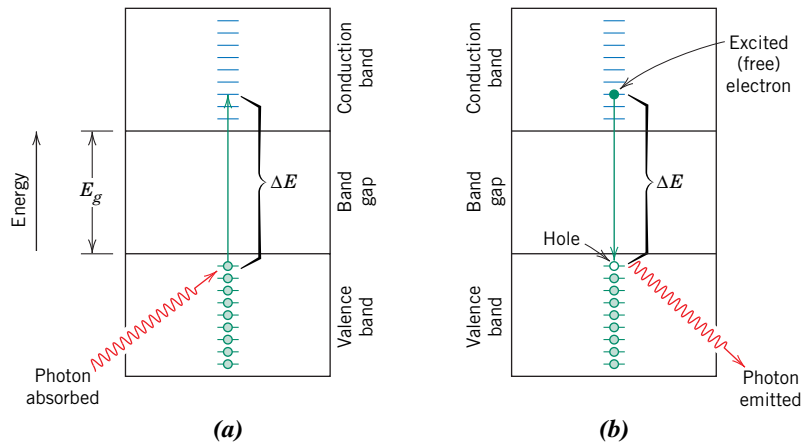 Energy
E_g
ΔE
Conduction
band
Band
gap
Valence
band
Photon
absorbed
(a)
Excited
(free)
electron
Conduction
band
ΔE
Band
gap
Hole
Valence
band
Photon
emitted
(b)